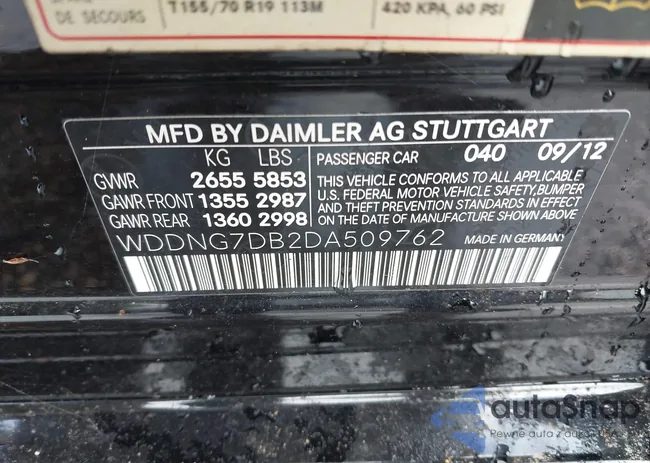 DE SECOURS T155/70 R19 113M 420 KPA, 60 PSI
MFD BY DAIMLER AG STUTTGART
KG LBS
GVWR 2655 5853
GAWR FRONT 1355 2987
GAWR REAR 1360 2998
PASSENGER CAR 040 09/12
THIS VEHICLE CONFORMS TO ALL APPLICABLE
U.S. FEDERAL MOTOR VEHICLE SAFETY, BUMPER
AND THEFT PREVENTION STANDARDS IN EFFECT
ON THE DATE OF MANUFACTURE SHOWN ABOVE.
WDDNG7DB2DA509762 MADE IN GERMANY
autoSnap
Pewne auta z